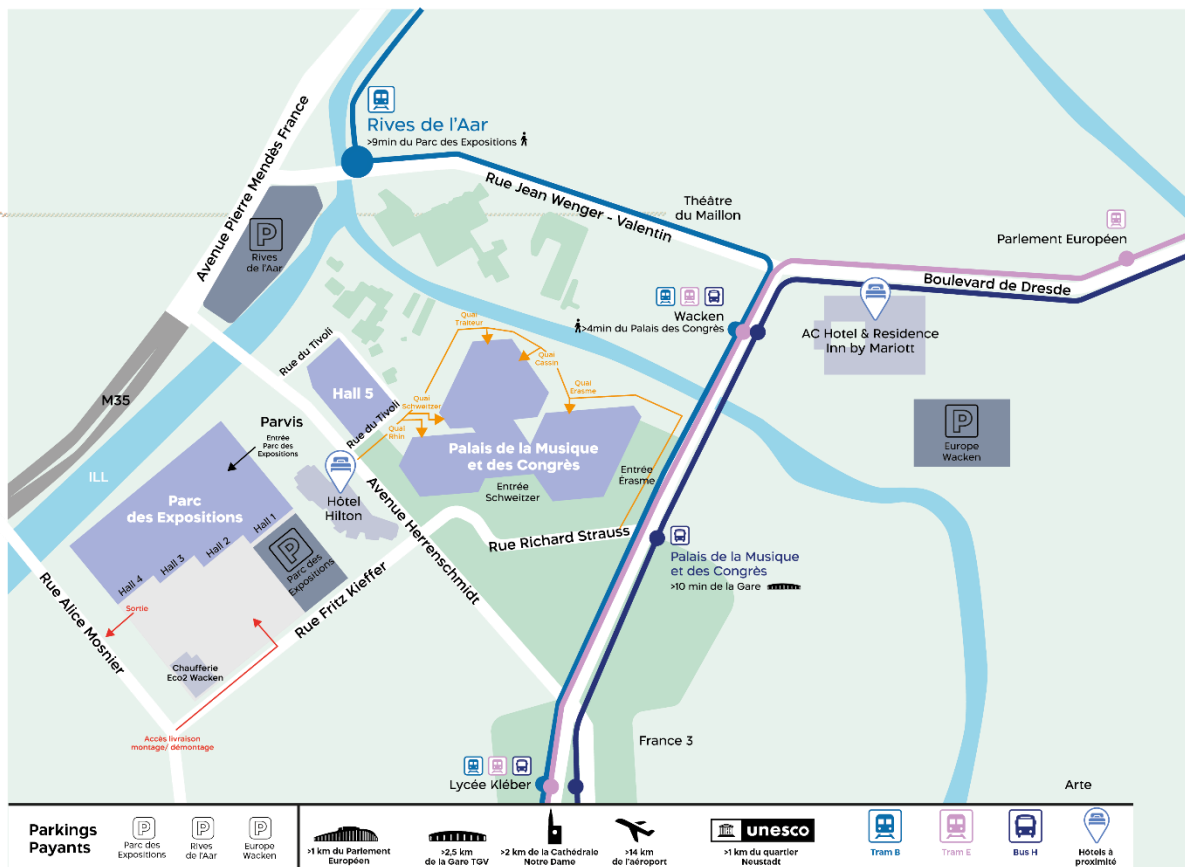 Rives de l'Aar
>9min du Parc des Expositions
Avenue Pierre Mendès France
Rue Jean Wenger - Valentin
Théâtre
du Maillon
Parlement Européen
P
Rives
de l'Aar
Boulevard de Dresde
Wacken
>4min du Palais des Congrès
AC Hotel & Residence
Inn by Mariott
Quai
Traiteur
Quai
Cassin
Quai
Erasme
Rue du Tivoli
Hall 5
Quai
Schweitzer
Quai
Rhin
Rue du Tivoli
M35
Parvis
Entrée
Parc des
Expositions
P
Europe
Wacken
Palais de la Musique
et des Congrès
Entrée
Schweitzer
Entrée
Érasme
ILL
Parc
des Expositions
Hôtel
Hilton
Avenue Herrenschmidt
Hall 1
Hall 2
Hall 3
Hall 4
P
Parc des
Expositions
Rue Richard Strauss
Palais de la Musique
et des Congrès
>10 min de la Gare
Rue Fritz Kieffer
Rue Alice Mosnier
Sortie
Chaufferie
Eco2 Wacken
Accès livraison
montage/ démontage
France 3
Lycée Kléber
Arte
Parkings
Payants
P
Parc des
Expositions
P
Rives
de l'Aar
P
Europe
Wacken
>1 km du Parlement
Européen
>2,5 km
de la Gare TGV
>2 km de la Cathédrale
Notre Dame
>14 km
de l'aéroport
unesco
>1 km du quartier
Neustadt
Tram B
Tram E
Bus H
Hôtels à
proximité